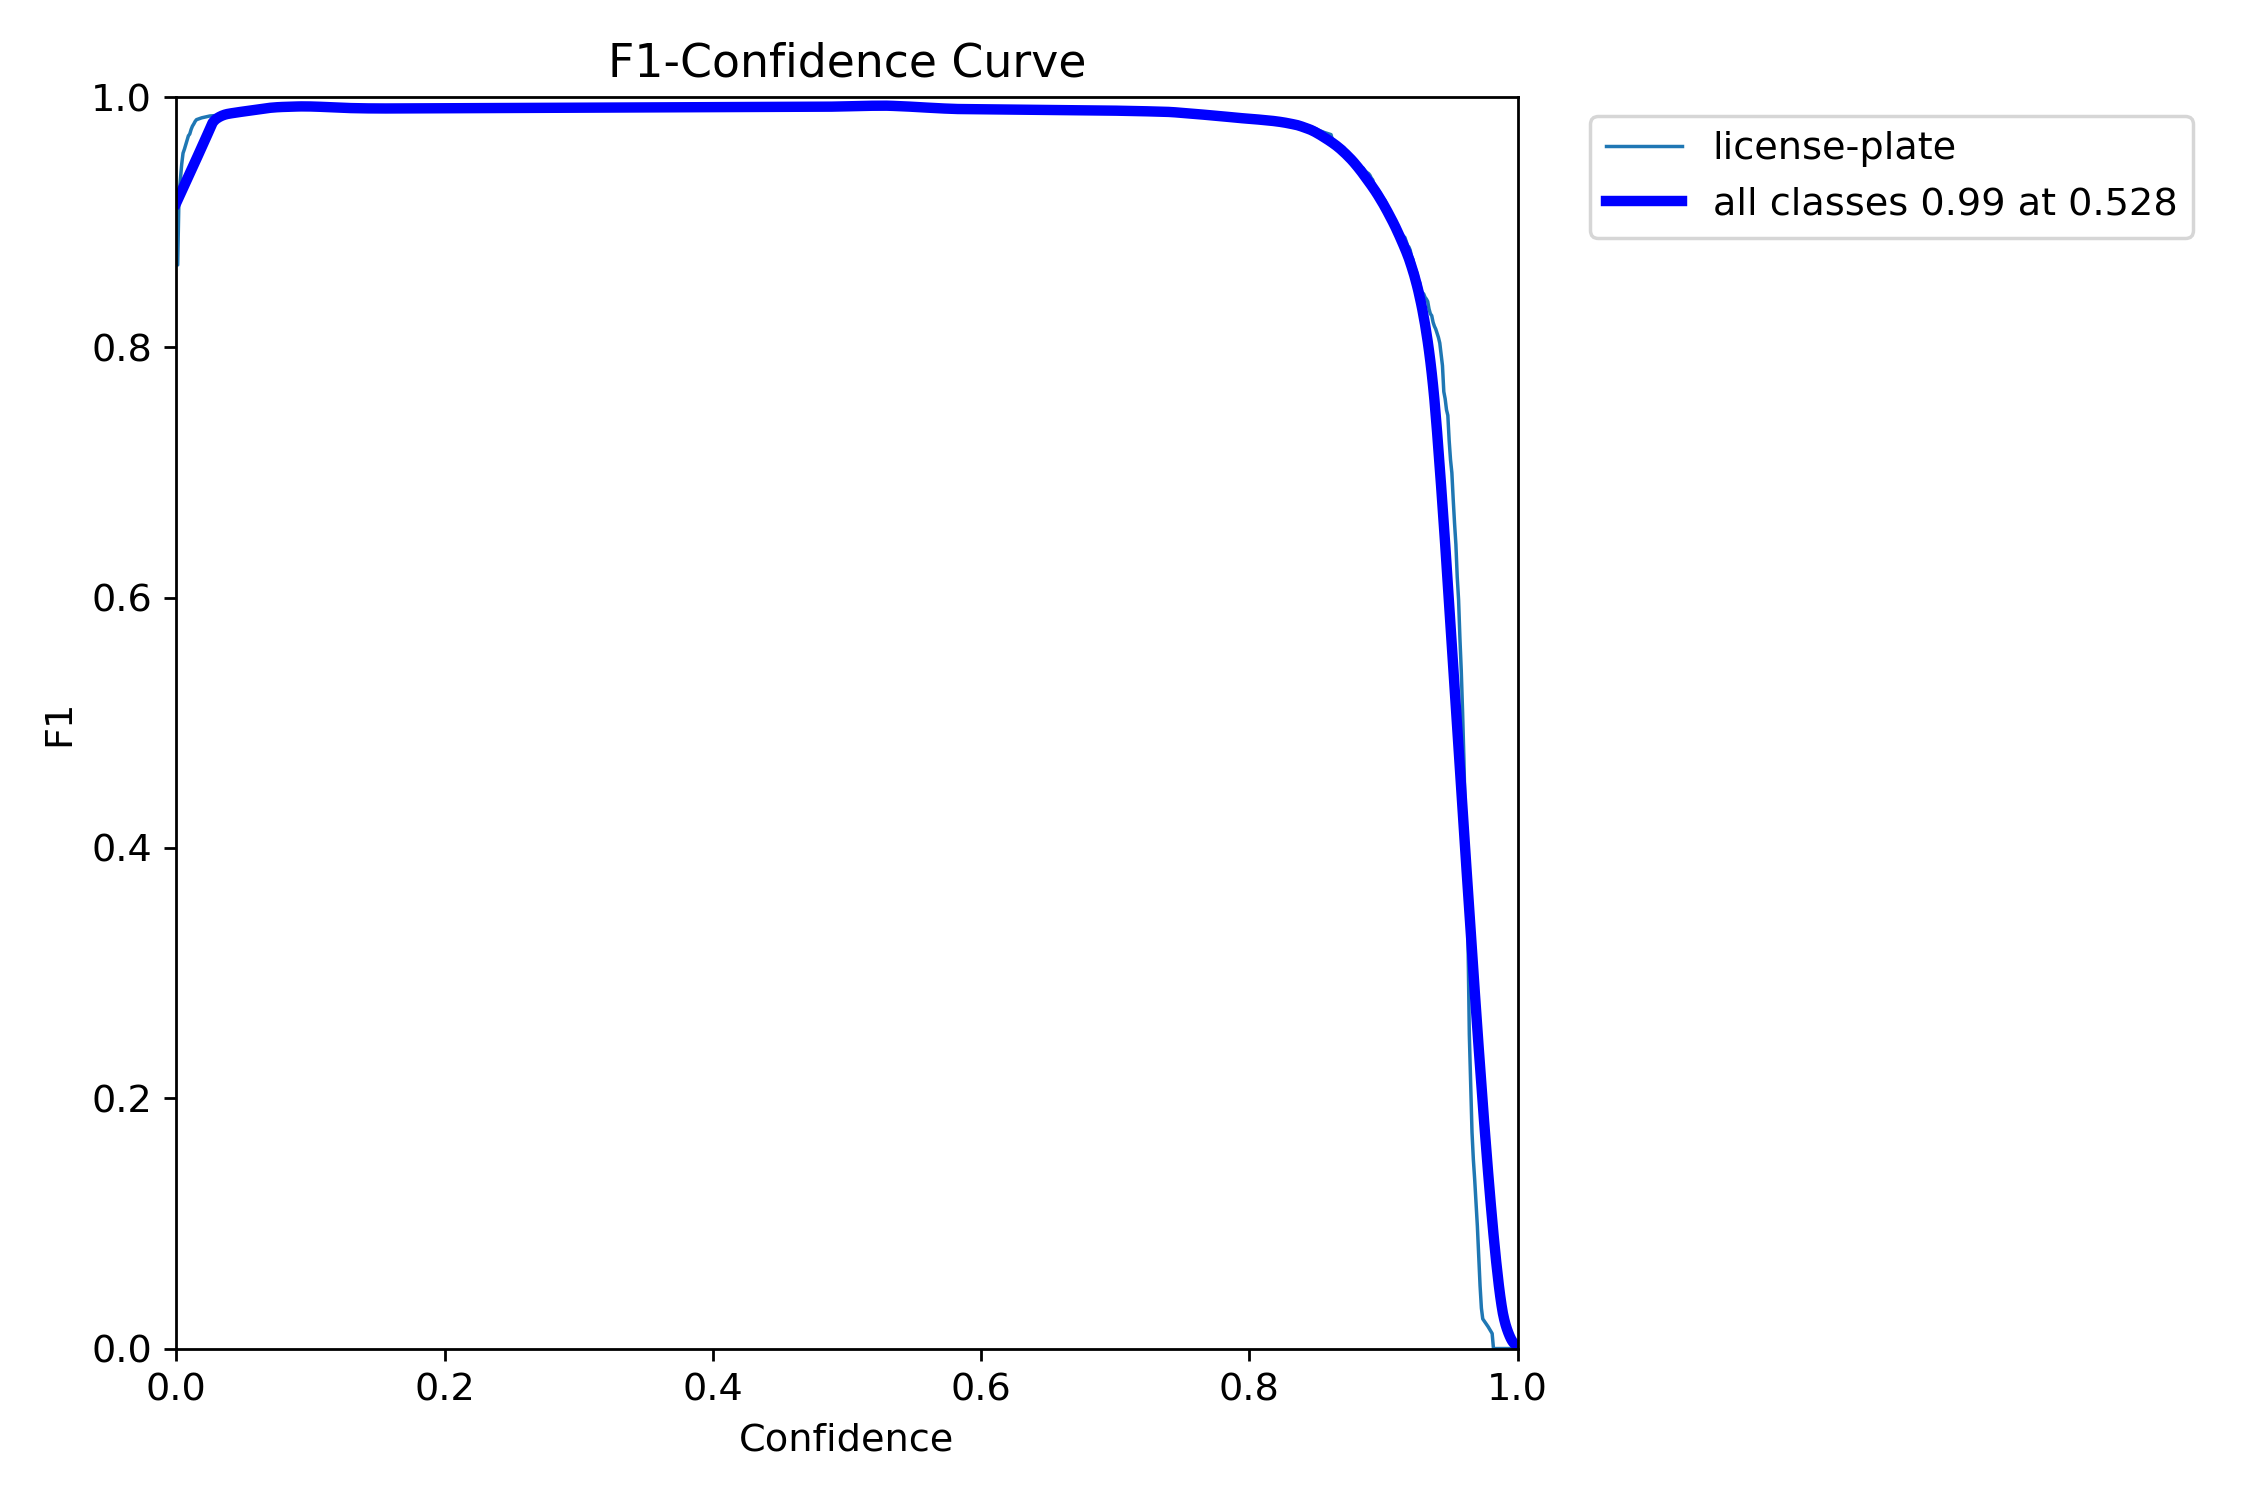 F1-Confidence Curve
1.0
0.8
0.6
0.4
0.2
0.0
F1
0.0 0.2 0.4 0.6 0.8 1.0
Confidence
license-plate
all classes 0.99 at 0.528